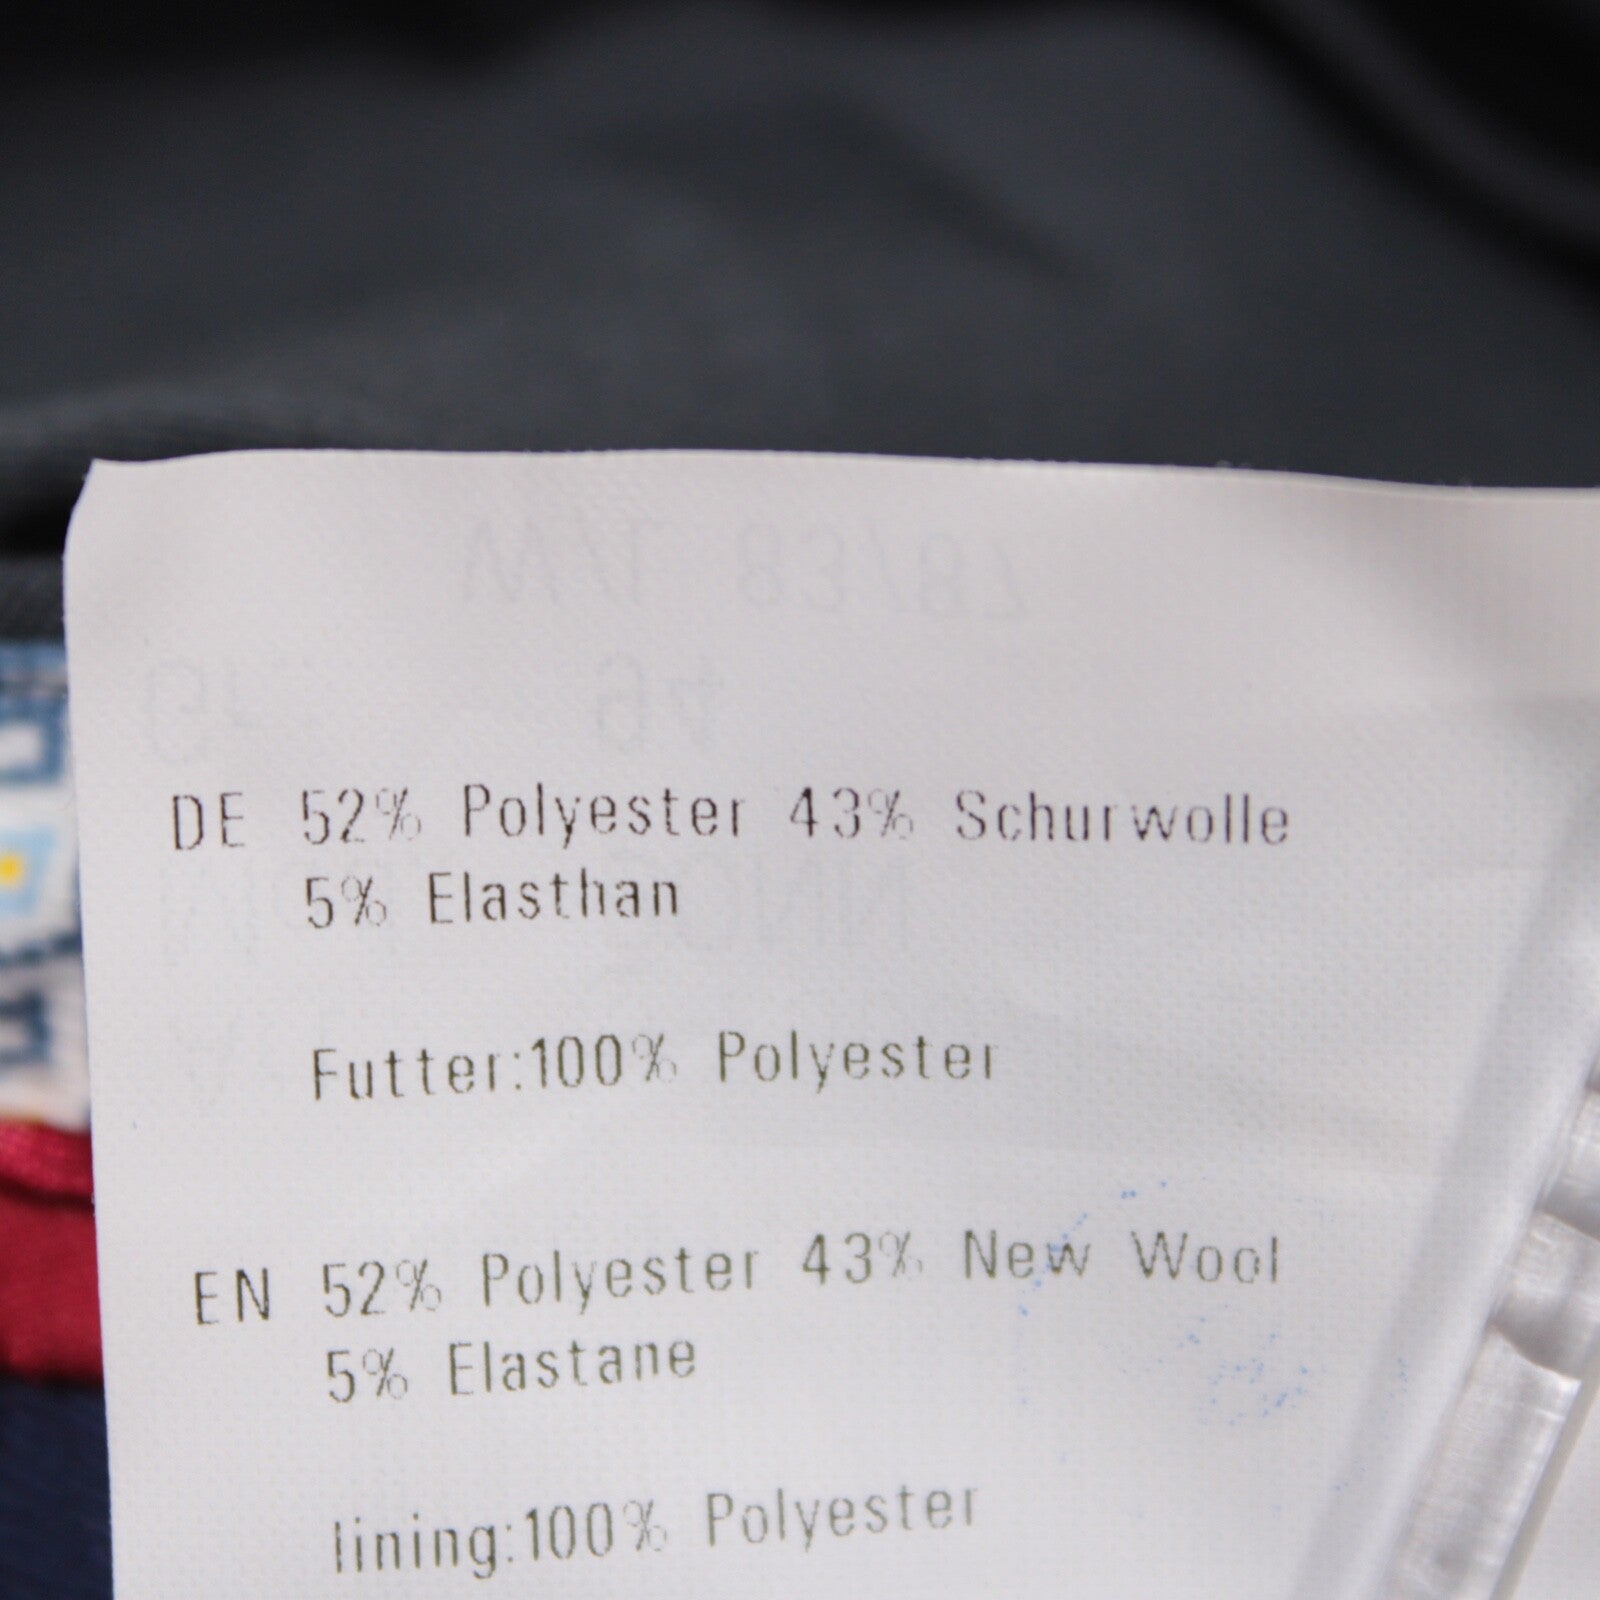 DE 52% Polyester 43% Schurwolle
5% Elasthan
Futter:100% Polyester
EN 52% Polyester 43% New Wool
5% Elastane
lining:100% Polyester